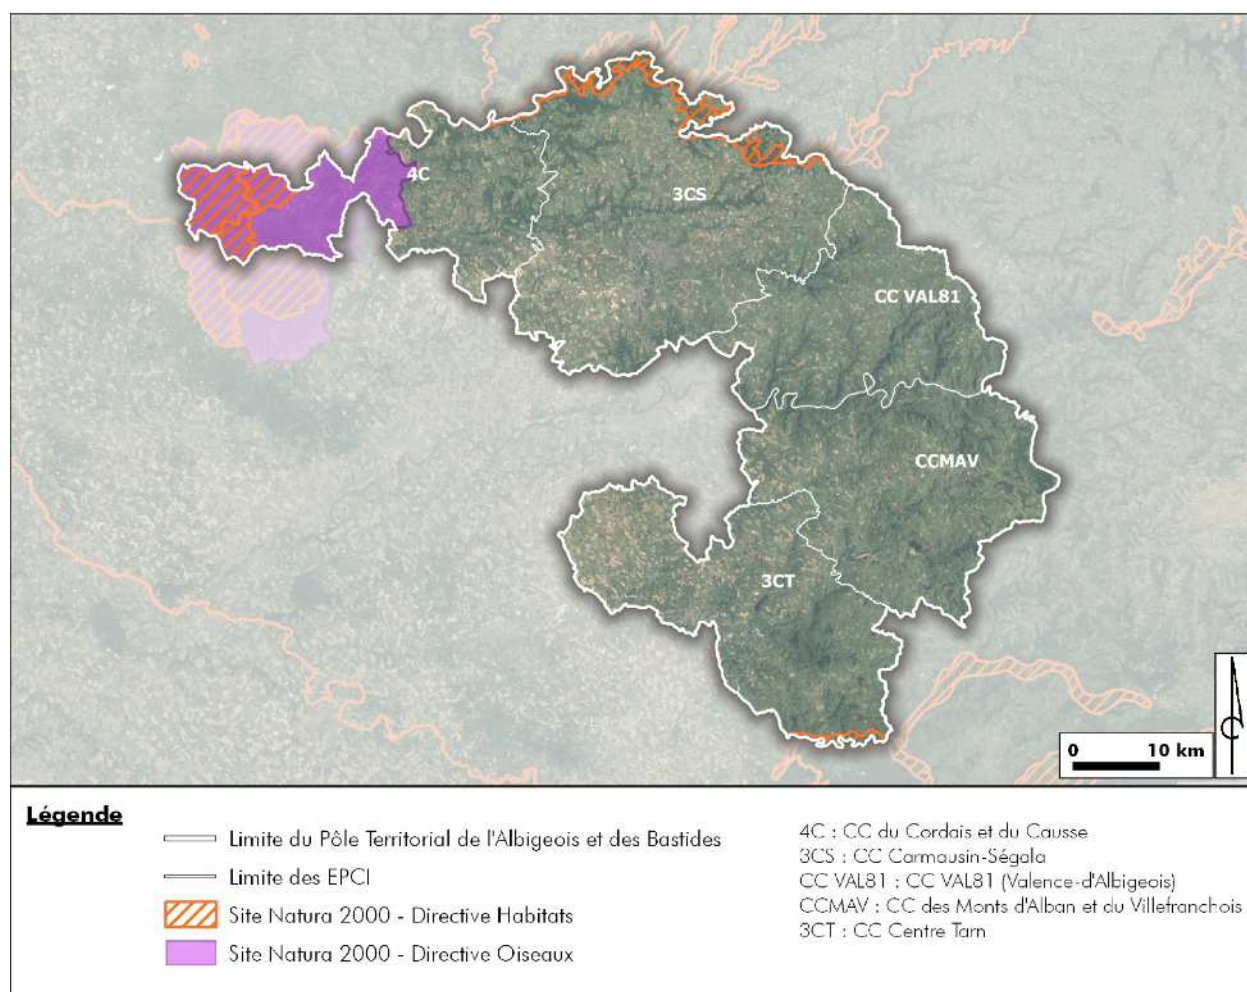 4C
3CS
CC VAL81
CCMAV
3CT
0 10 km
Légende
Limite du Pôle Territorial de l'Albigeois et des Bastides
Limite des EPCI
Site Natura 2000 - Directive Habitats
Site Natura 2000 - Directive Oiseaux
4C : CC du Cordais et du Causse
3CS : CC Carmausin-Ségala
CC VAL81 : CC VAL81 (Valence-d'Albigeois)
CCMAV : CC des Monts d'Alban et du Villefranchois
3CT : CC Centre Tarn